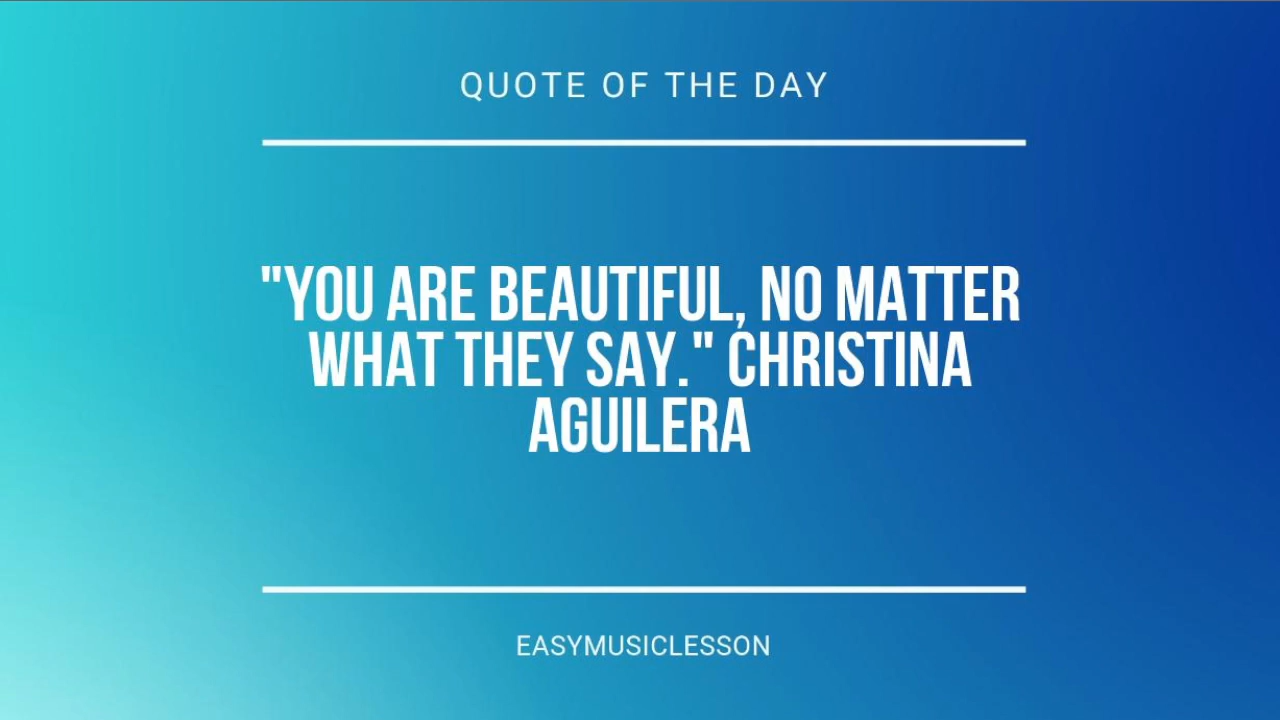 QUOTE OF THE DAY
"YOU ARE BEAUTIFUL, NO MATTER
WHAT THEY SAY." CHRISTINA
AGUILERA
EASYMUSICLESSON